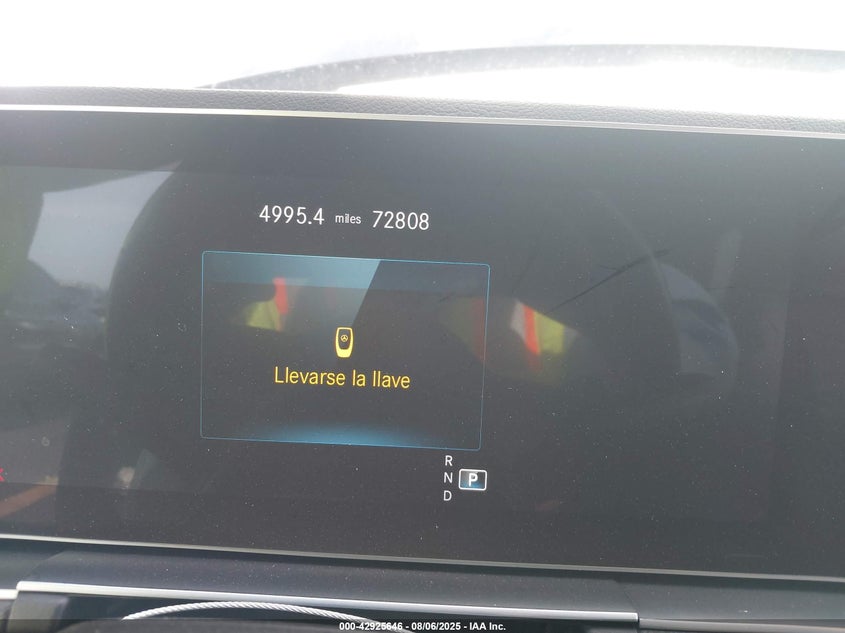 4995.4 miles 72808
Llevarse la llave
R
N P
D
000-42925646 - 08/06/2025 - IAA Inc.